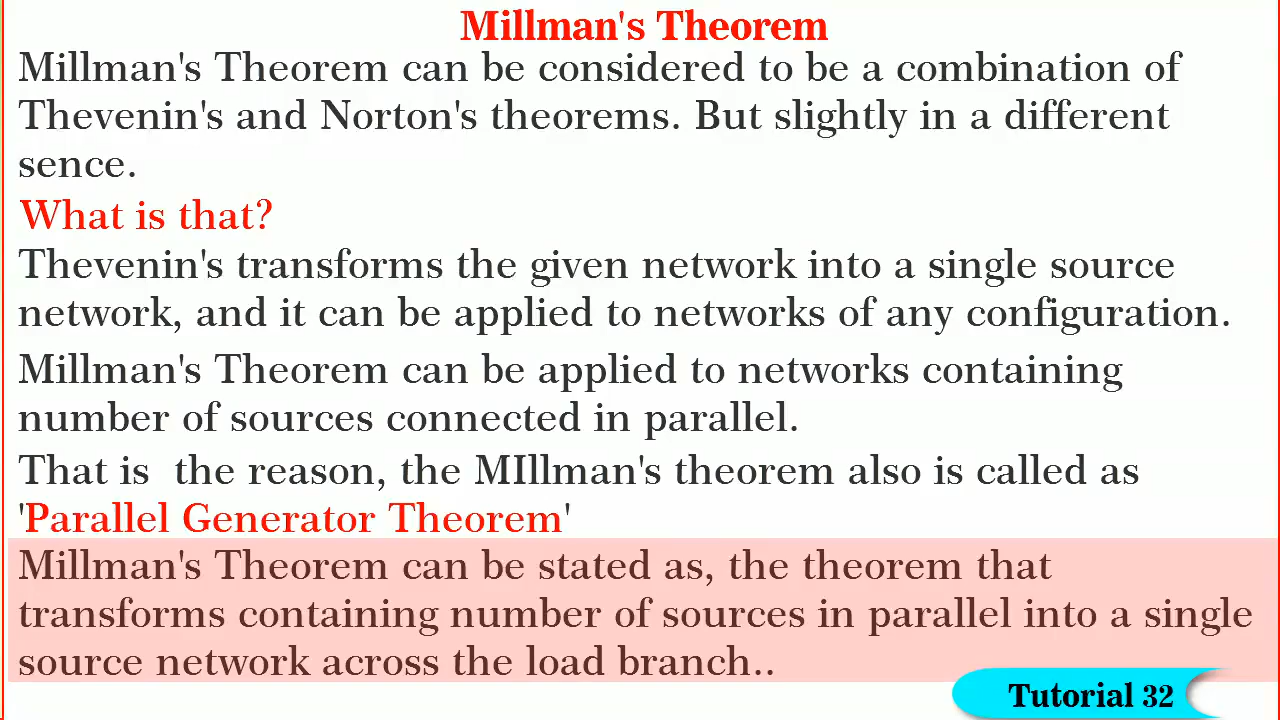 Millman's Theorem
Millman's Theorem can be considered to be a combination of
Thevenin's and Norton's theorems. But slightly in a different
sence.
What is that?
Thevenin's transforms the given network into a single source
network, and it can be applied to networks of any configuration.
Millman's Theorem can be applied to networks containing
number of sources connected in parallel.
That is  the reason, the MIllman's theorem also is called as
'Parallel Generator Theorem'
Millman's Theorem can be stated as, the theorem that
transforms containing number of sources in parallel into a single
source network across the load branch..
Tutorial 32